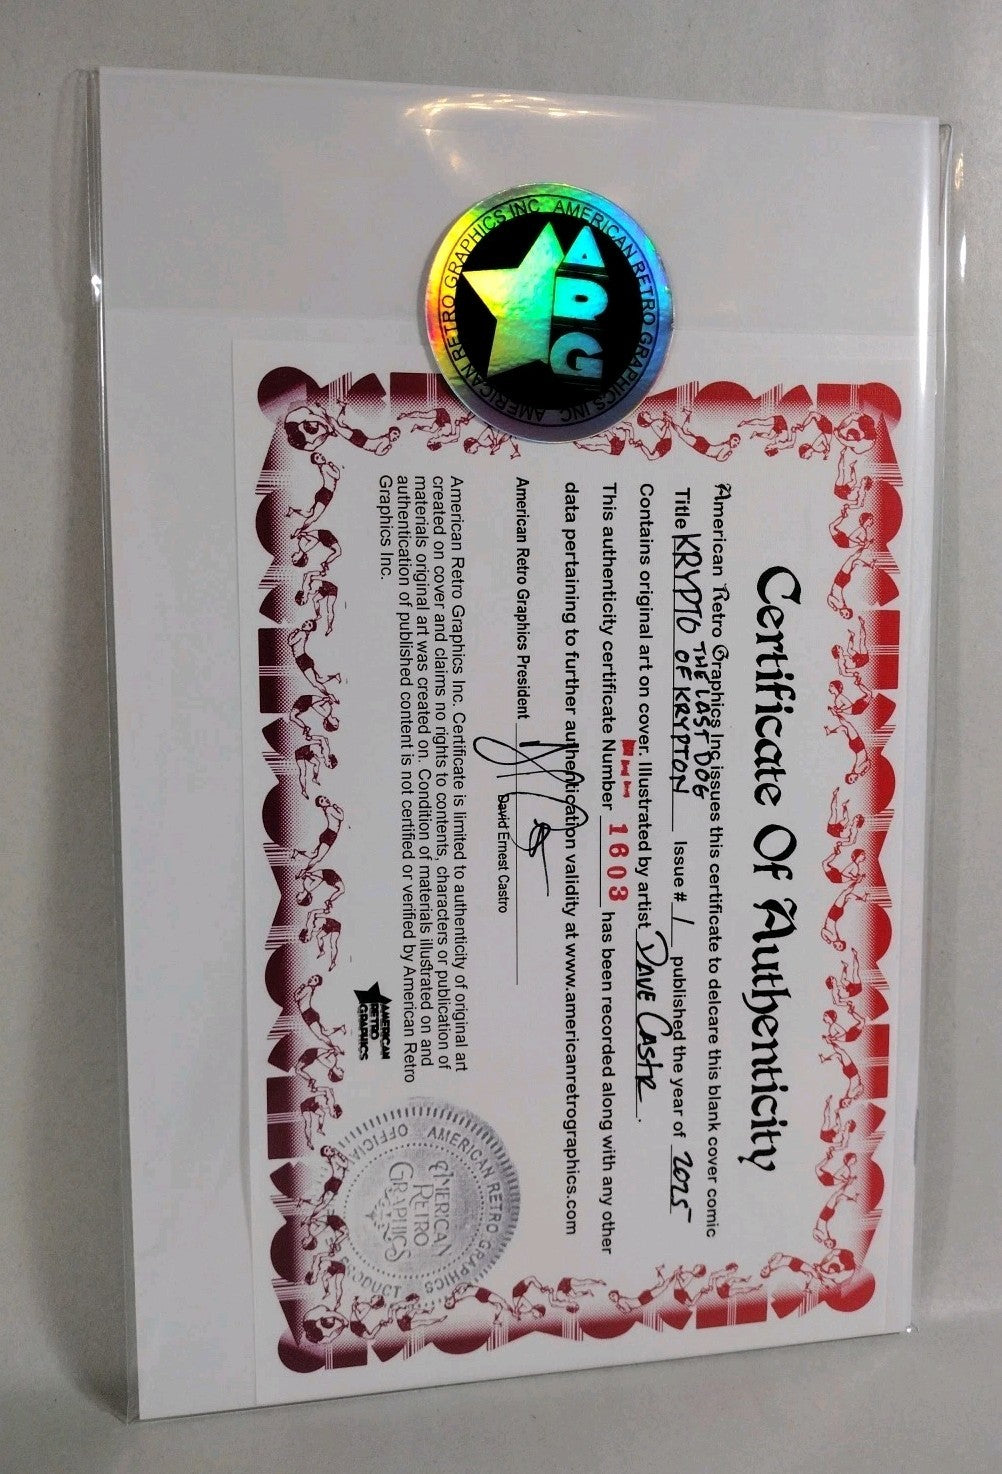 AMERICAN RETRO GRAPHICS INC AMERICAN RETRO GRAPHICS INC
ARG
Certificate Of Authenticity
American Retro Graphics Inc issues this certificate to delcare this blank cover comic
Title KRYPTO THE LAST DOG OF KRYPTON Issue # 1 published the year of 2025
Contains original art on cover. Illustrated by artist DAVE CASTR.
This authenticity certificate Number 1603 has been recorded along with any other
data pertaining to further authentication validity at www.americanretrographics.com
American Retro Graphics President
David Ernest Castro
American Retro Graphics Inc. Certificate is limited to authenticity of original art
created on cover and claims no rights to contents, characters or publication of
materials original art was created on. Condition of materials illustrated on and
authentication of published content is not certified or verified by American Retro
Graphics Inc.
AMERICAN
RETRO
GRAPHICS
AMERICAN RETRO GRAPHICS
OFFICIAL
PRODUCT
AMERICAN
RETRO
GRAPHICS